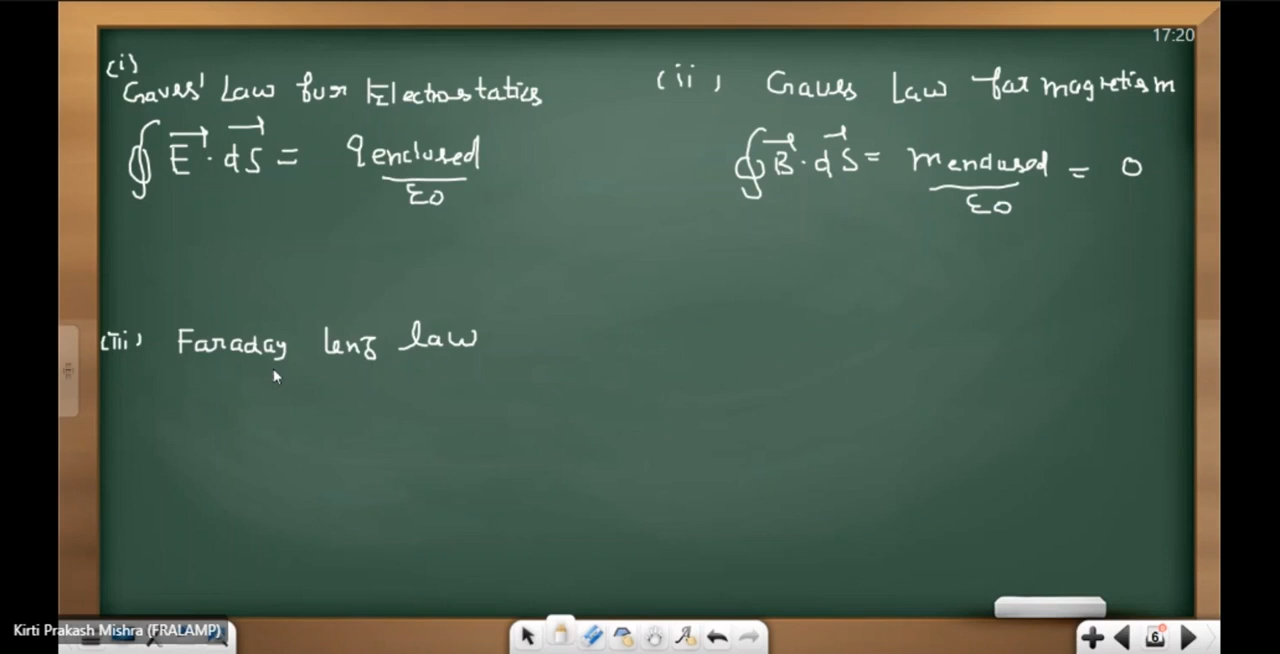 17:20
(i)
Gauss' Law for Electrostatics
(ii) Gauss Law for magnetism
∮ E⃗ · dS⃗ = q enclosed / ε0
∮ B⃗ · dS⃗ = m enclosed / ε0 = 0
(iii) Faraday lenz law
Kirti Prakash Mishra (FRALAMP)
6